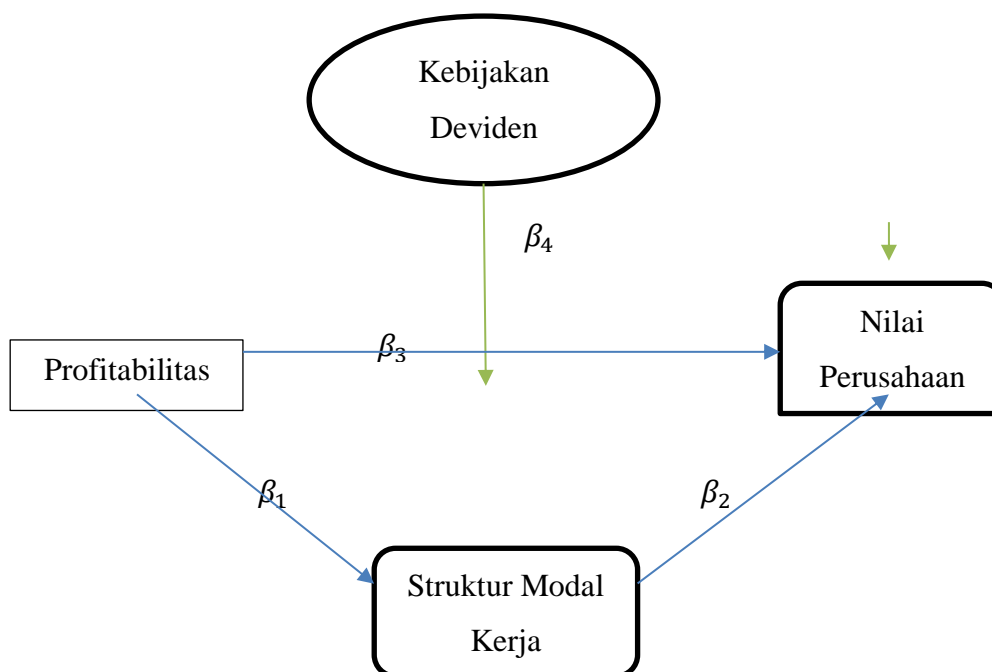 Kebijakan
Deviden
β4
Nilai
Perusahaan
β3
Profitabilitas
β1
β2
Struktur Modal
Kerja